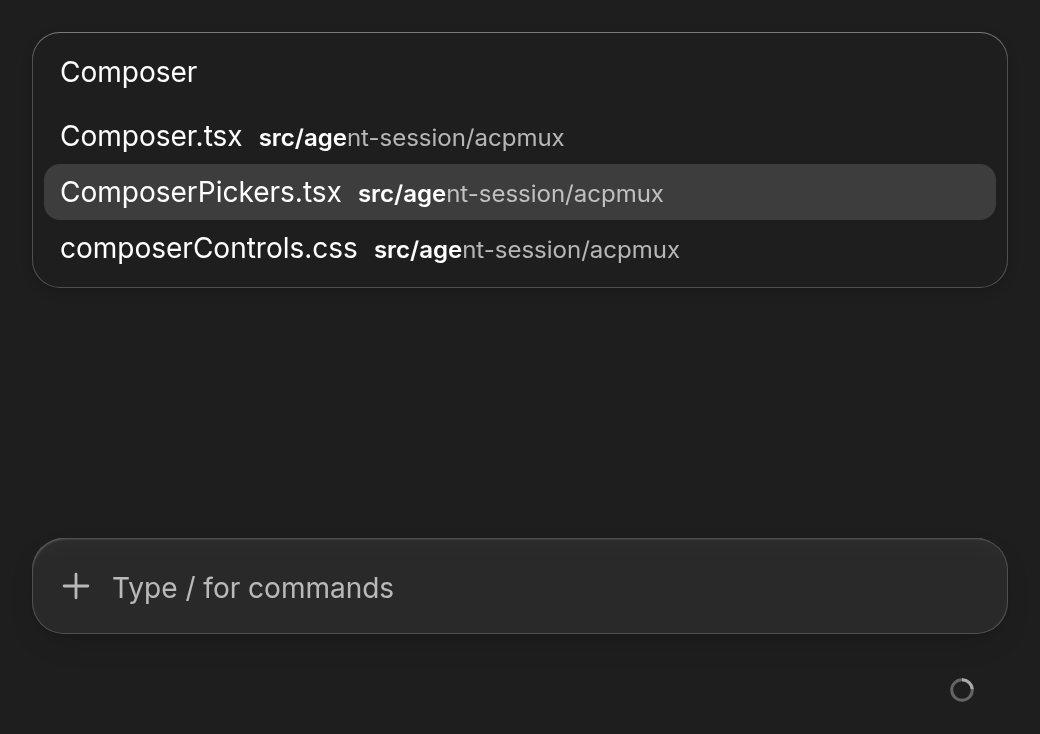 Composer
Composer.tsx src/agent-session/acpmux
ComposerPickers.tsx src/agent-session/acpmux
composerControls.css src/agent-session/acpmux
Type / for commands